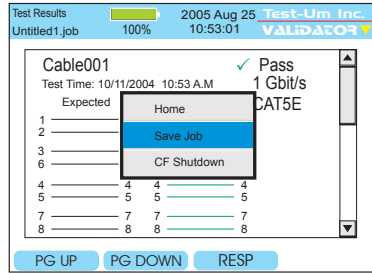 Test Results 2005 Aug 25 Test-Um Inc.
Untitled1.job 100% 10:53:01 VALiDATOR
Cable001 ✓ Pass
Test Time: 10/11/2004 10:53 A.M 1 Gbit/s
Expected CAT5E
Home
Save Job
CF Shutdown
1
2
3
6
4 4 4 4
5 5 5 5
7 7 7 7
8 8 8 8
PG UP PG DOWN RESP